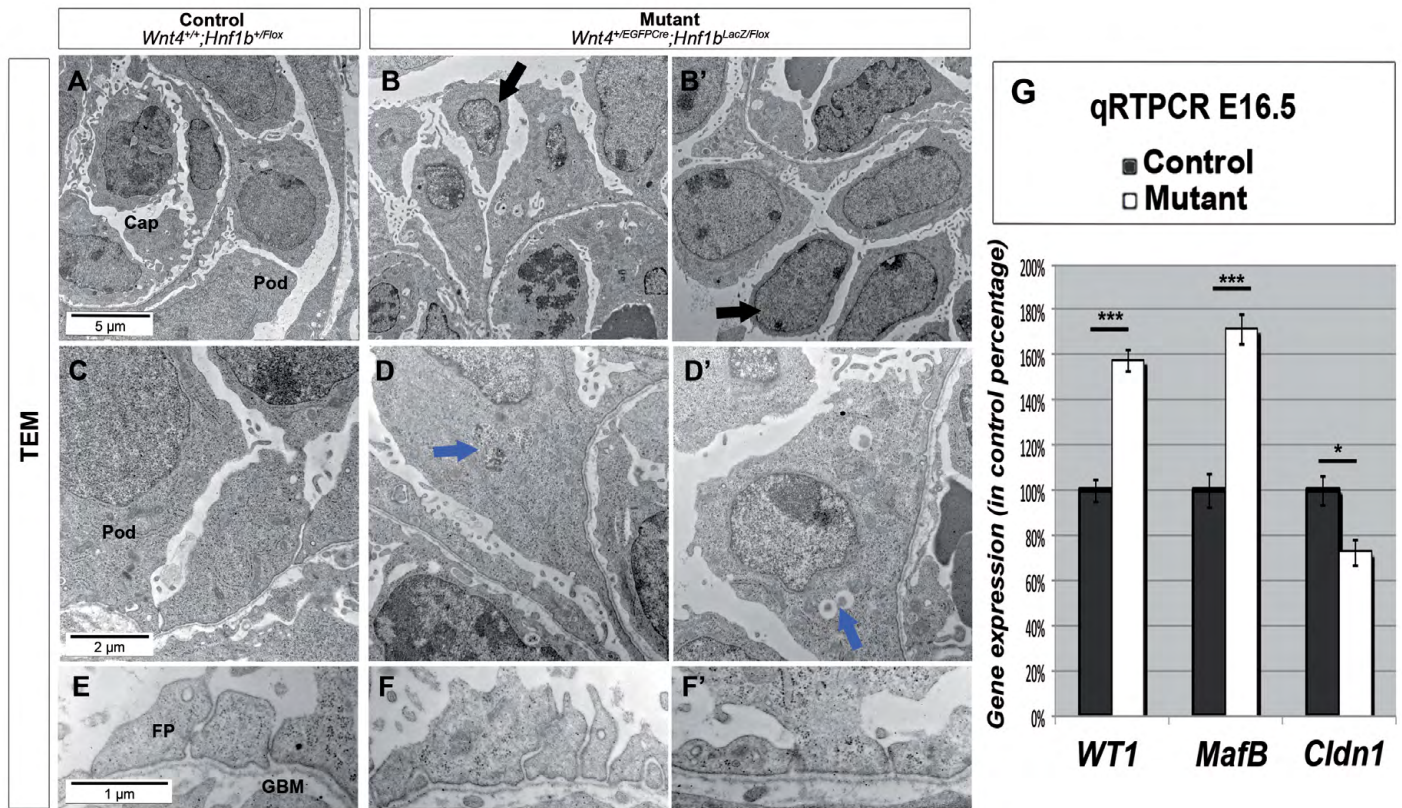 Control
Wnt4+/+;Hnf1b+/Flox
Mutant
Wnt4+/EGFPCre;Hnf1bLacZ/Flox
TEM
A
Cap
Pod
5 µm
B
B'
C
Pod
2 µm
D
D'
E
FP
GBM
1 µm
F
F'
G
qRTPCR E16.5
Control
Mutant
Gene expression (in control percentage)
200%
180%
160%
140%
120%
100%
80%
60%
40%
20%
0%
***
***
*
WT1
MafB
Cldn1